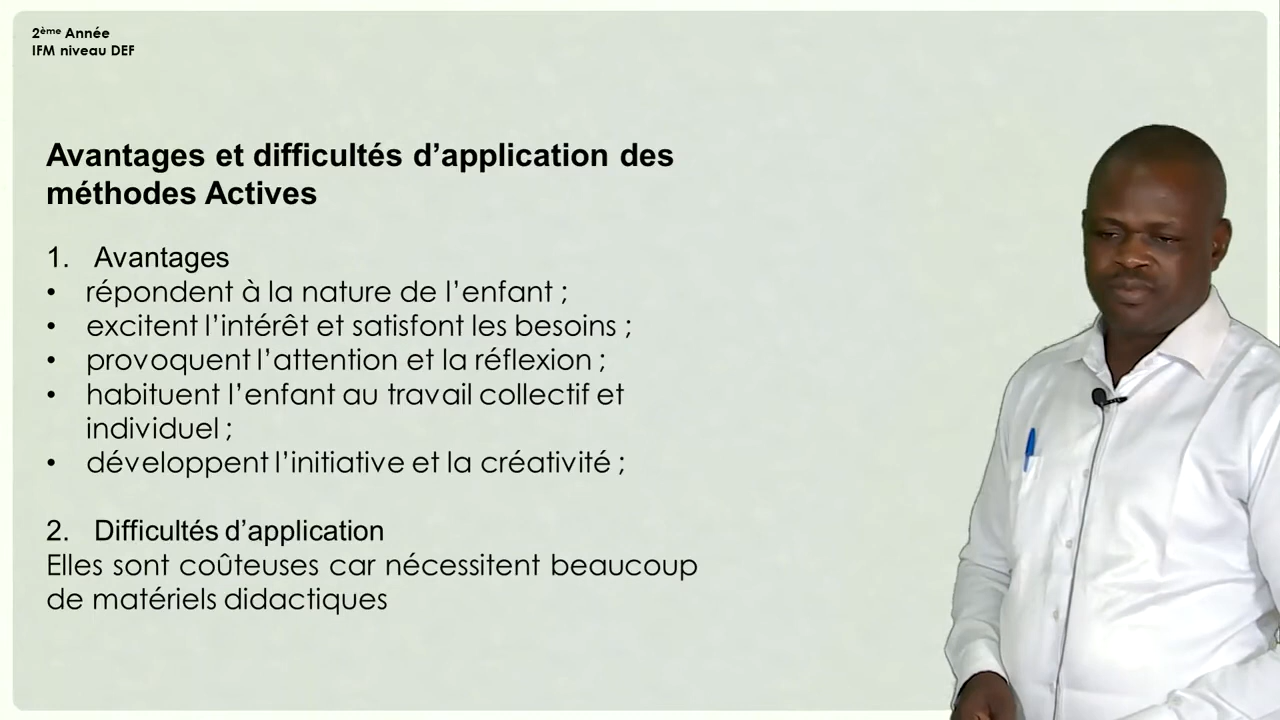 2ème Année
IFM niveau DEF
Avantages et difficultés d’application des
méthodes Actives
1. Avantages
• répondent à la nature de l’enfant ;
• excitent l’intérêt et satisfont les besoins ;
• provoquent l’attention et la réflexion ;
• habituent l’enfant au travail collectif et
individuel ;
• développent l’initiative et la créativité ;
2. Difficultés d’application
Elles sont coûteuses car nécessitent beaucoup
de matériels didactiques